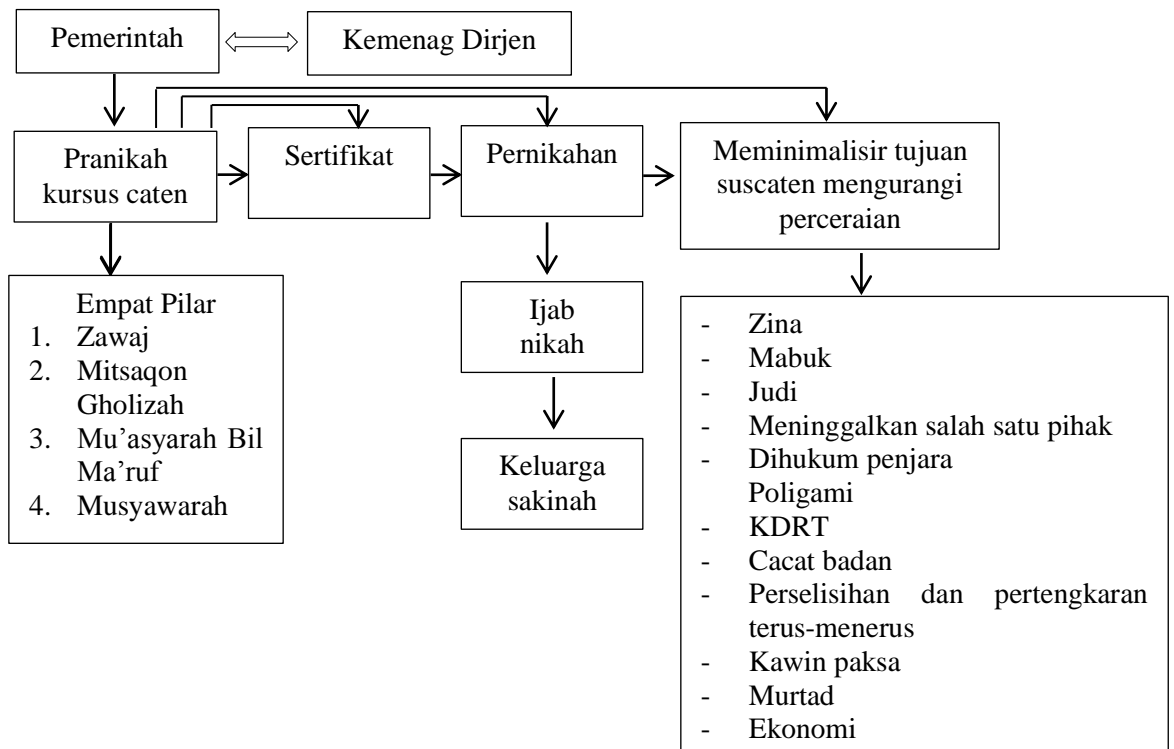 Pemerintah
Kemenag Dirjen
Pranikah
kursus caten
Sertifikat
Pernikahan
Meminimalisir tujuan
suscaten mengurangi
perceraian
Empat Pilar
1. Zawaj
2. Mitsaqon
Gholizah
3. Mu’asyarah Bil
Ma’ruf
4. Musyawarah
Ijab
nikah
Keluarga
sakinah
- Zina
- Mabuk
- Judi
- Meninggalkan salah satu pihak
- Dihukum penjara
Poligami
- KDRT
- Cacat badan
- Perselisihan dan pertengkaran
terus-menerus
- Kawin paksa
- Murtad
- Ekonomi